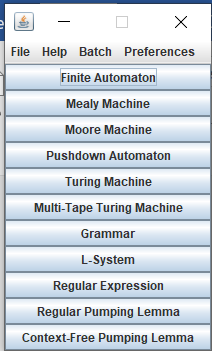 File Help Batch Preferences
Finite Automaton
Mealy Machine
Moore Machine
Pushdown Automaton
Turing Machine
Multi-Tape Turing Machine
Grammar
L-System
Regular Expression
Regular Pumping Lemma
Context-Free Pumping Lemma